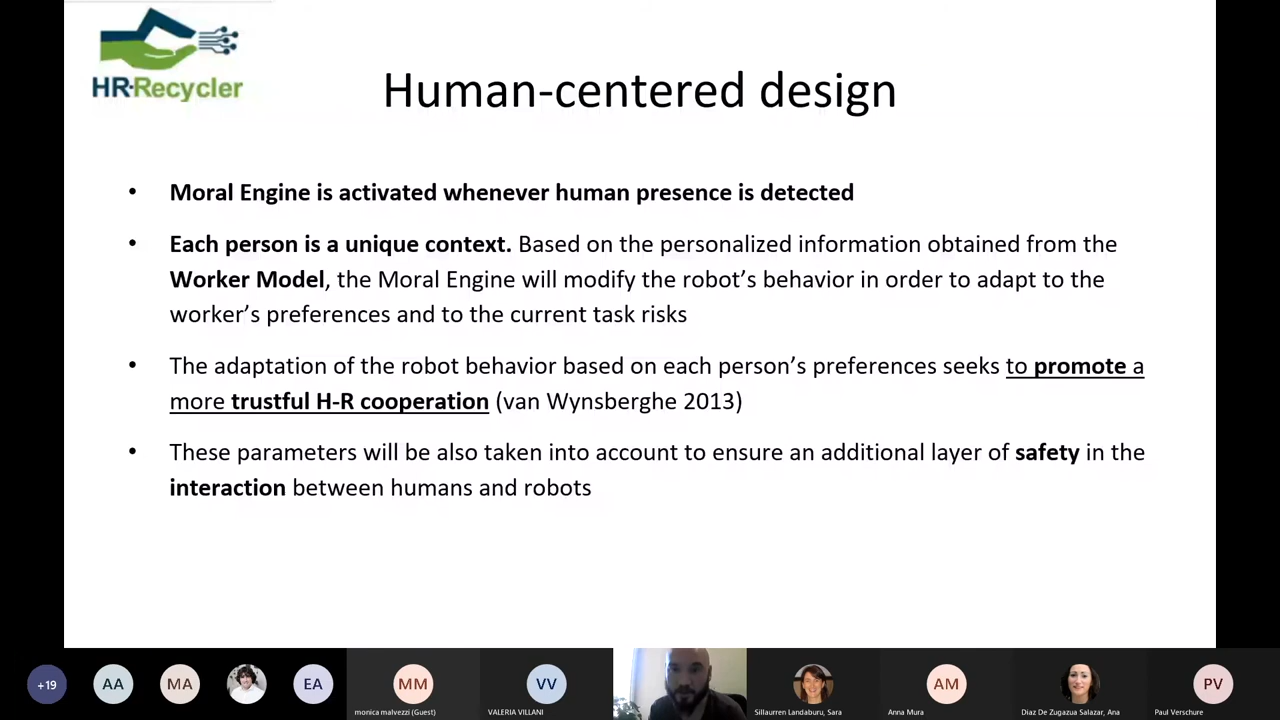 HR-Recycler
Human-centered design
• Moral Engine is activated whenever human presence is detected
• Each person is a unique context. Based on the personalized information obtained from the
Worker Model, the Moral Engine will modify the robot's behavior in order to adapt to the
worker's preferences and to the current task risks
• The adaptation of the robot behavior based on each person's preferences seeks to promote a
more trustful H-R cooperation (van Wynsberghe 2013)
• These parameters will be also taken into account to ensure an additional layer of safety in the
interaction between humans and robots
+19
AA
MA
EA
MM
VV
AM
PV
monica malvezzi (Guest)
VALERIA VILLANI
Sillaurren Landaburu, Sara
Anna Mura
Diaz De Zugazua Salazar, Ana
Paul Verschure